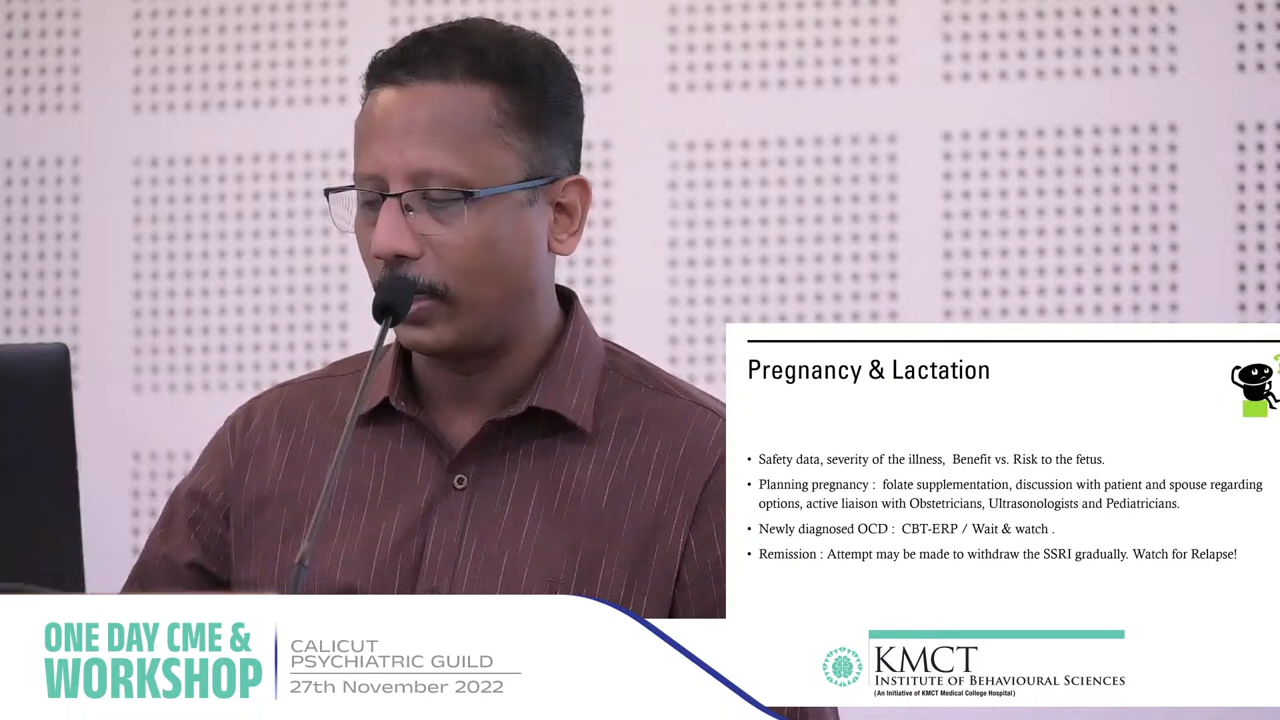 Pregnancy & Lactation
• Safety data, severity of the illness, Benefit vs. Risk to the fetus.
• Planning pregnancy : folate supplementation, discussion with patient and spouse regarding
options, active liaison with Obstetricians, Ultrasonologists and Pediatricians.
• Newly diagnosed OCD : CBT-ERP / Wait & watch .
• Remission : Attempt may be made to withdraw the SSRI gradually. Watch for Relapse!
ONE DAY CME &
WORKSHOP
CALICUT
PSYCHIATRIC GUILD
27th November 2022
KMCT
INSTITUTE OF BEHAVIOURAL SCIENCES
(An Initiative of KMCT Medical College Hospital)